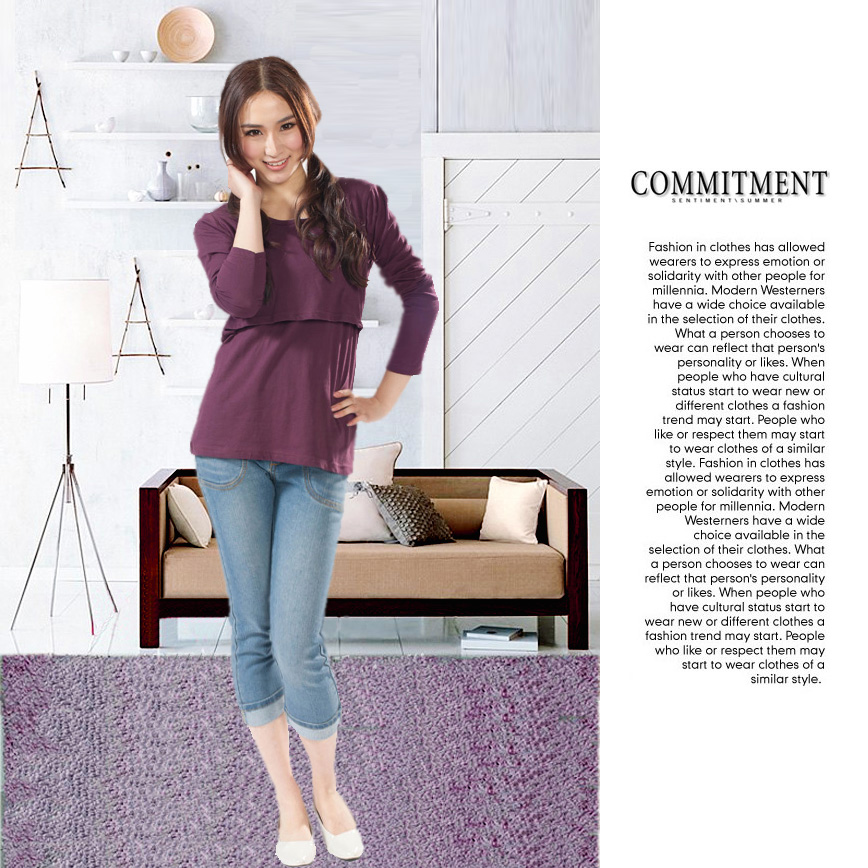 COMMITMENT
SENTIMENT\SUMMER
Fashion in clothes has allowed
wearers to express emotion or
solidarity with other people for
millennia. Modern Westerners
have a wide choice available
in the selection of their clothes.
What a person chooses to
wear can reflect that person's
personality or likes. When
people who have cultural
status start to wear new or
different clothes a fashion
trend may start. People who
like or respect them may start
to wear clothes of a similar
style. Fashion in clothes has
allowed wearers to express
emotion or solidarity with other
people for millennia. Modern
Westerners have a wide
choice available in the
selection of their clothes. What
a person chooses to wear can
reflect that person's personality
or likes. When people who
have cultural status start to
wear new or different clothes a
fashion trend may start. People
who like or respect them may
start to wear clothes of a
similar style.